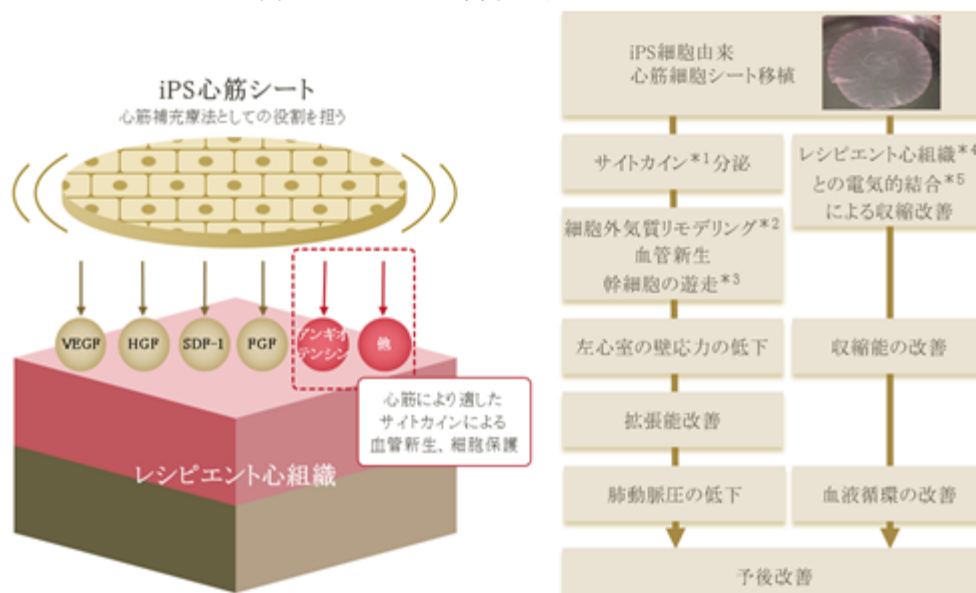 iPS心筋シート
心筋補充療法としての役割を担う
VEGF
HGF
SDF-1
FGF
アンギオ
テンシン
他
心筋により適した
サイトカインによる
血管新生、細胞保護
レシピエント心組織
iPS細胞由来
心筋細胞シート移植
サイトカイン*1分泌
細胞外気質リモデリング*2
血管新生
幹細胞の遊走*3
左心室の壁応力の低下
拡張能改善
肺動脈圧の低下
レシピエント心組織*4
との電気的結合*5
による収縮改善
収縮能の改善
血液循環の改善
予後改善